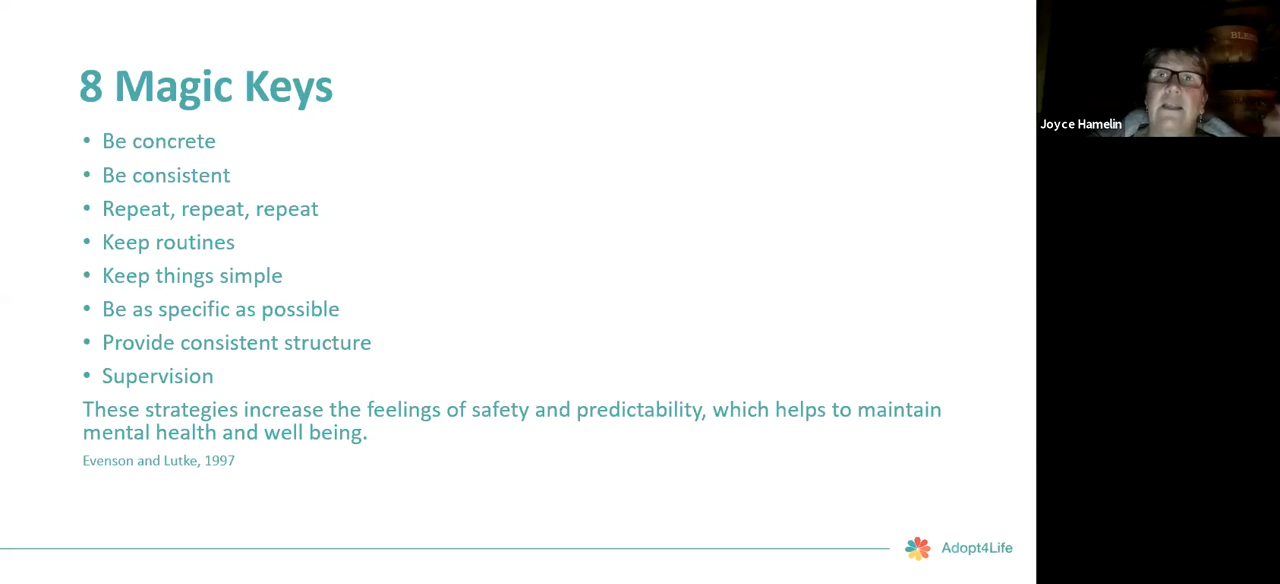 8 Magic Keys
• Be concrete
• Be consistent
• Repeat, repeat, repeat
• Keep routines
• Keep things simple
• Be as specific as possible
• Provide consistent structure
• Supervision
These strategies increase the feelings of safety and predictability, which helps to maintain
mental health and well being.
Evenson and Lutke, 1997
Adopt4Life
Joyce Hamelin